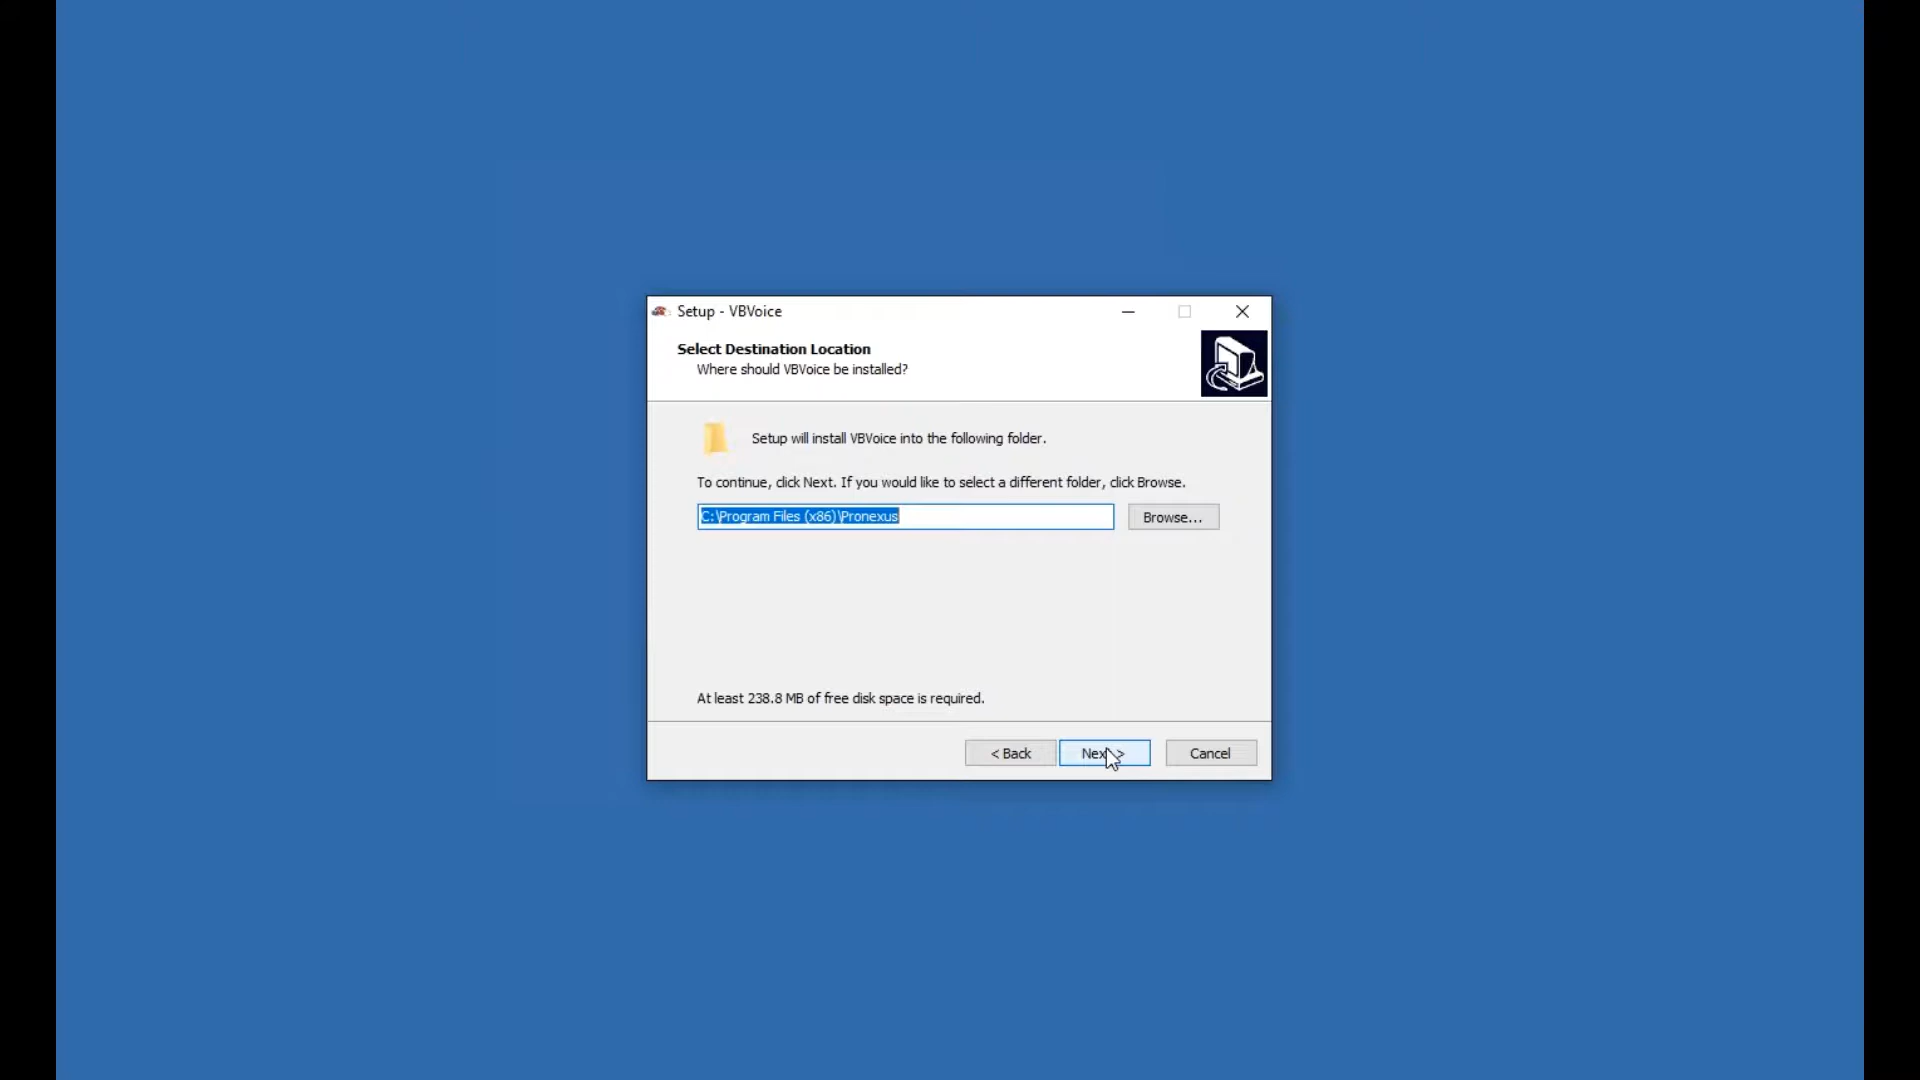 Setup - VBVoice
Select Destination Location
Where should VBVoice be installed?
Setup will install VBVoice into the following folder.
To continue, click Next. If you would like to select a different folder, click Browse.
C:\Program Files (x86)\Pronexus
Browse...
At least 238.8 MB of free disk space is required.
< Back
Next >
Cancel